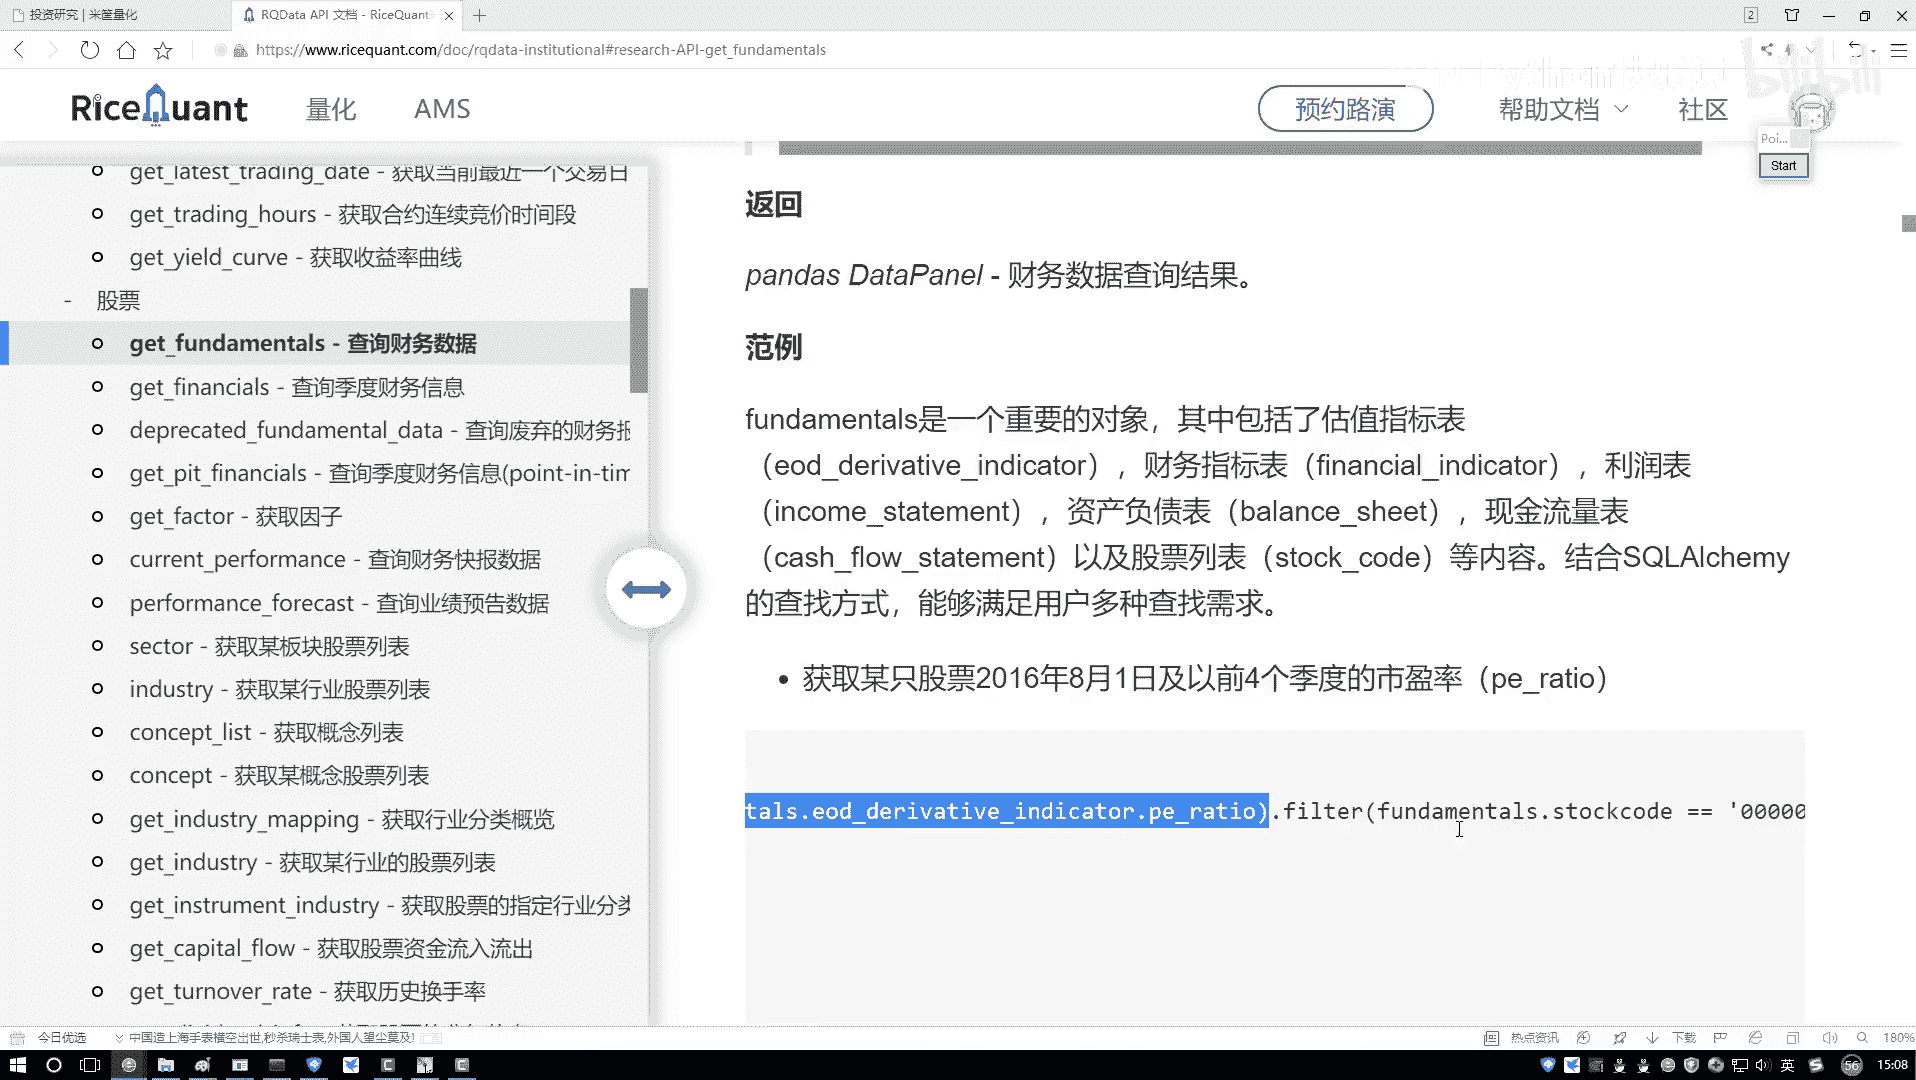 投资研究 | 米筐量化
RQData API 文档 - RiceQuant
2
https://www.ricequant.com/doc/rqdata-institutional#research-API-get_fundamentals
bilibili
RiceQuant
量化
AMS
预约路演
帮助文档
社区
Poi...
Start
get_latest_trading_date - 获取当前最近一个交易日
get_trading_hours - 获取合约连续竞价时间段
get_yield_curve - 获取收益率曲线
- 股票
get_fundamentals - 查询财务数据
get_financials - 查询季度财务信息
deprecated_fundamental_data - 查询废弃的财务报
get_pit_financials - 查询季度财务信息(point-in-tim
get_factor - 获取因子
current_performance - 查询财务快报数据
performance_forecast - 查询业绩预告数据
sector - 获取某板块股票列表
industry - 获取某行业股票列表
concept_list - 获取概念列表
concept - 获取某概念股票列表
get_industry_mapping - 获取行业分类概览
get_industry - 获取某行业的股票列表
get_instrument_industry - 获取股票的指定行业分类
get_capital_flow - 获取股票资金流入流出
get_turnover_rate - 获取历史换手率
返回
pandas DataPanel - 财务数据查询结果。
范例
fundamentals是一个重要的对象，其中包括了估值指标表
（eod_derivative_indicator），财务指标表（financial_indicator），利润表
（income_statement），资产负债表（balance_sheet），现金流量表
（cash_flow_statement）以及股票列表（stock_code）等内容。结合SQLAlchemy
的查找方式，能够满足用户多种查找需求。
• 获取某只股票2016年8月1日及以前4个季度的市盈率（pe_ratio）
tals.eod_derivative_indicator.pe_ratio).filter(fundamentals.stockcode == '00000
今日优选
中国造上海手表横空出世,秒杀瑞士表,外国人望尘莫及!
热点资讯
下载
180%
英
56
15:08